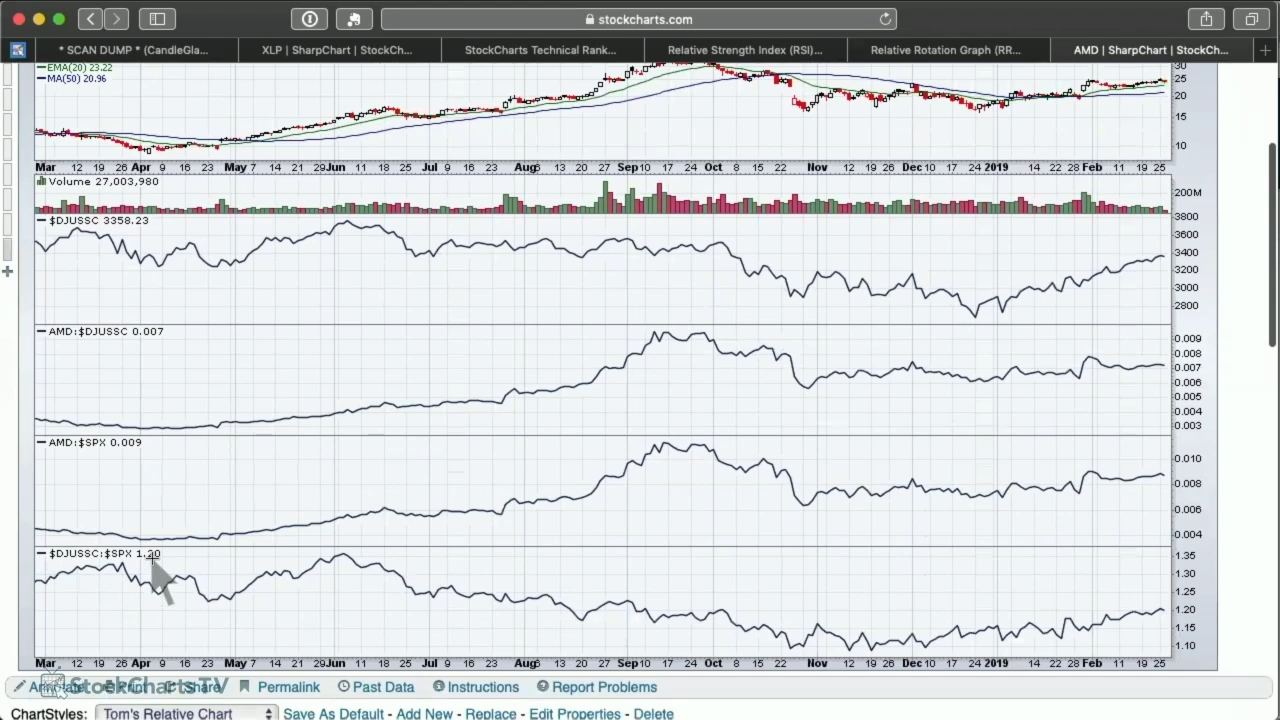 stockcharts.com
* SCAN DUMP * (CandleGla...
XLP | SharpChart | StockCh...
StockCharts Technical Rank...
Relative Strength Index (RSI)...
Relative Rotation Graph (RR...
AMD | SharpChart | StockCh...
EMA(20) 23.22
MA(50) 20.96
30
25
20
15
10
Mar 12 19 26 Apr 9 16 23 May 7 14 21 29 Jun 11 18 25 Jul 9 16 23 Aug 6 13 20 27 Sep 10 17 24 Oct 8 15 22 Nov 5 12 19 26 Dec 10 17 24 2019 14 22 28 Feb 11 19 25
Volume 27,003,980
200M
$DJUSSC 3358.23
3800
3600
3400
3200
3000
2800
AMD:$DJUSSC 0.007
0.009
0.008
0.007
0.006
0.005
0.004
0.003
AMD:$SPX 0.009
0.010
0.008
0.006
0.004
$DJUSSC:$SPX 1.20
1.35
1.30
1.25
1.20
1.15
1.10
Mar 12 19 26 Apr 9 16 23 May 7 14 21 29 Jun 11 18 25 Jul 9 16 23 Aug 6 13 20 27 Sep 10 17 24 Oct 8 15 22 Nov 5 12 19 26 Dec 10 17 24 2019 14 22 28 Feb 11 19 25
Annotate Print Share Permalink Past Data Instructions Report Problems
StockChartsTV
ChartStyles: Tom's Relative Chart Save As Default - Add New - Replace - Edit Properties - Delete